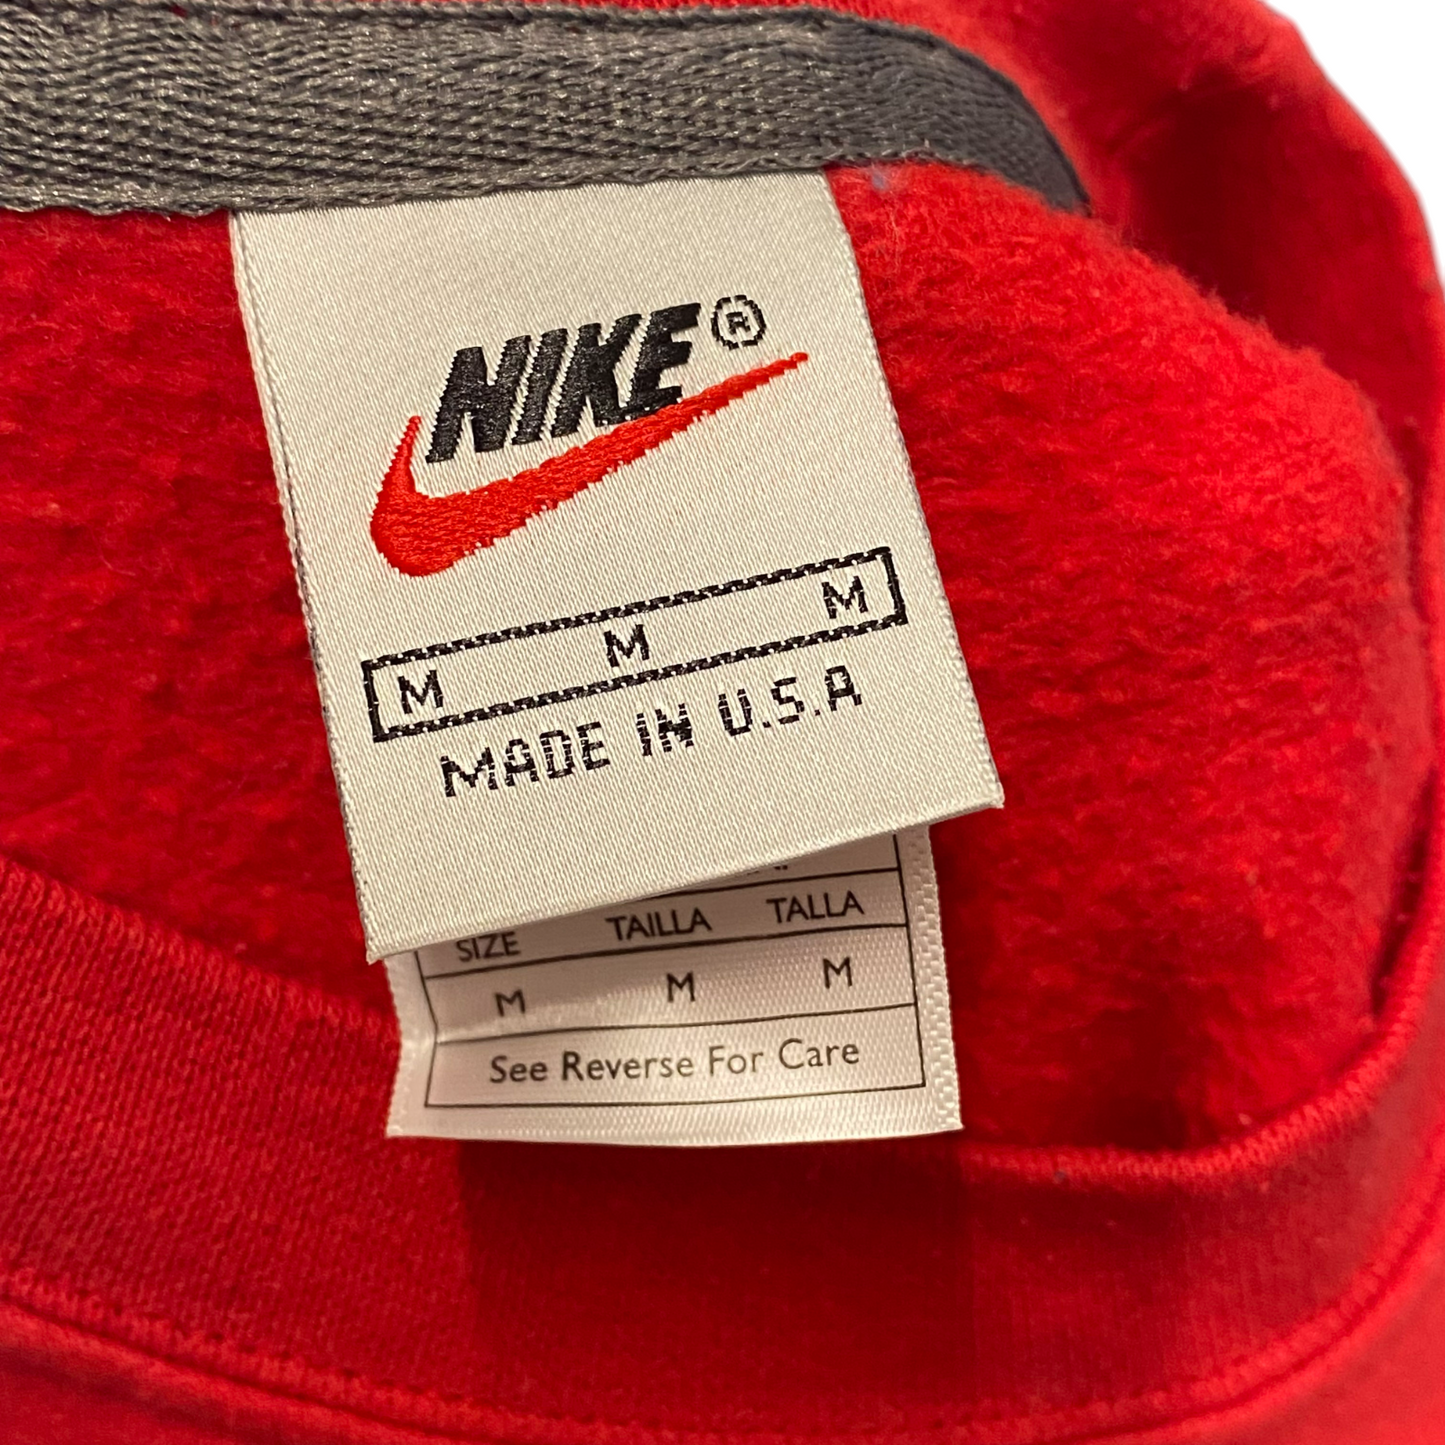 NIKE®
M M M
MADE IN U.S.A
SIZE TAILLA TALLA
M M M
See Reverse For Care